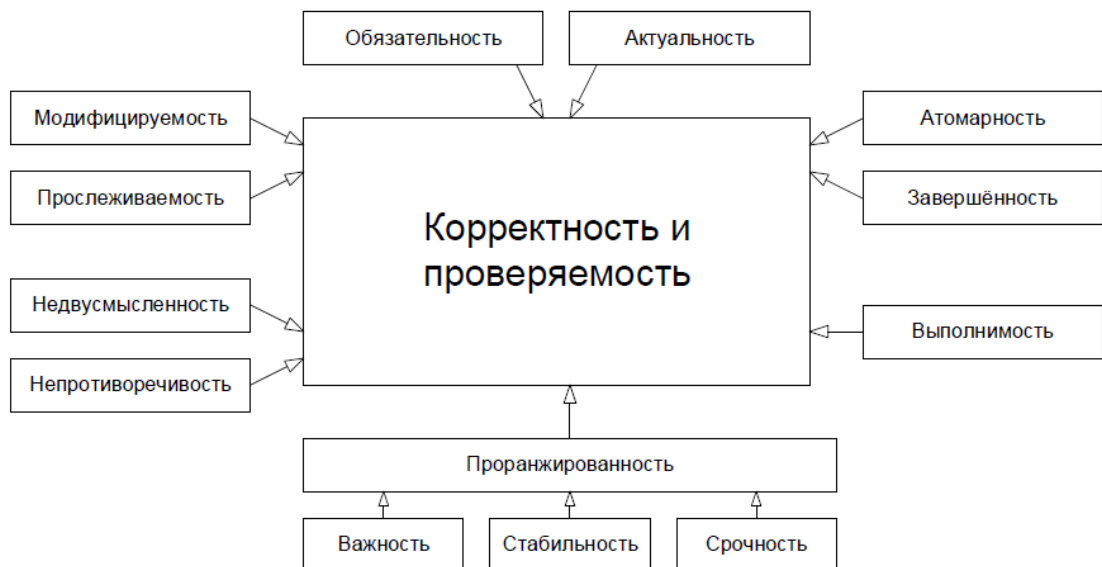 Обязательность
Актуальность
Модифицируемость
Атомарность
Прослеживаемость
Завершённость
Корректность и
проверяемость
Недвусмысленность
Выполнимость
Непротиворечивость
Проранжированность
Важность
Стабильность
Срочность